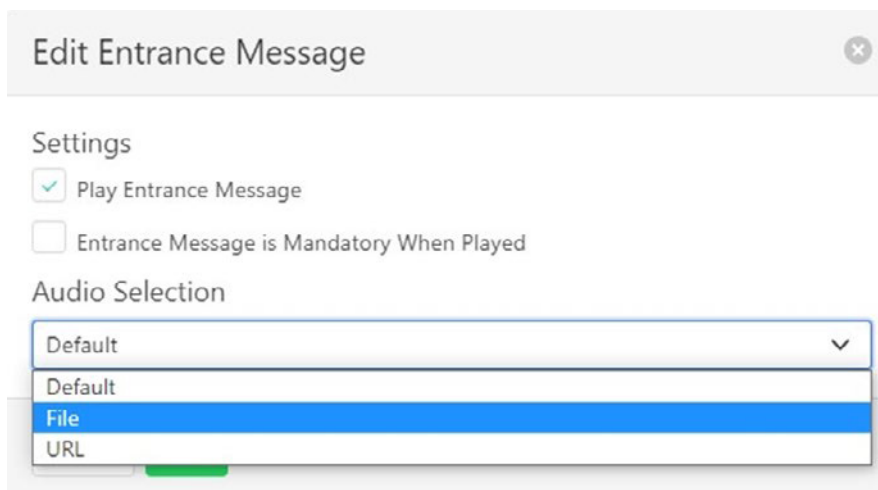 Edit Entrance Message
Settings
Play Entrance Message
Entrance Message is Mandatory When Played
Audio Selection
Default
Default
File
URL